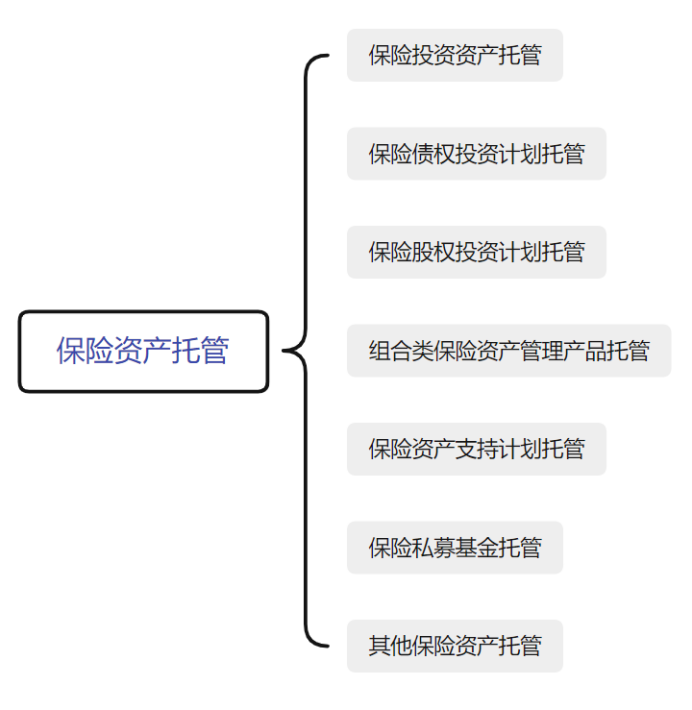 保险资产托管
保险投资资产托管
保险债权投资计划托管
保险股权投资计划托管
组合类保险资产管理产品托管
保险资产支持计划托管
保险私募基金托管
其他保险资产托管